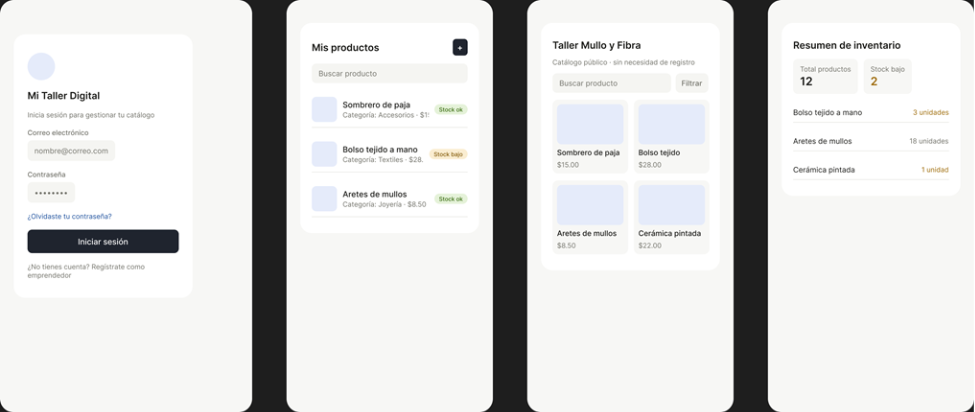 Mi Taller Digital
Inicia sesión para gestionar tu catálogo
Correo electrónico
nombre@correo.com
Contraseña
••••••••
¿Olvidaste tu contraseña?
Iniciar sesión
¿No tienes cuenta? Regístrate como
emprendedor
Mis productos
+
Buscar producto
Sombrero de paja
Categoría: Accesorios · $1
Stock ok
Bolso tejido a mano
Categoría: Textiles · $28.
Stock bajo
Aretes de mullos
Categoría: Joyería · $8.50
Stock ok
Taller Mullo y Fibra
Catálogo público · sin necesidad de registro
Buscar producto
Filtrar
Sombrero de paja
$15.00
Bolso tejido
$28.00
Aretes de mullos
$8.50
Cerámica pintada
$22.00
Resumen de inventario
Total productos
12
Stock bajo
2
Bolso tejido a mano
3 unidades
Aretes de mullos
18 unidades
Cerámica pintada
1 unidad